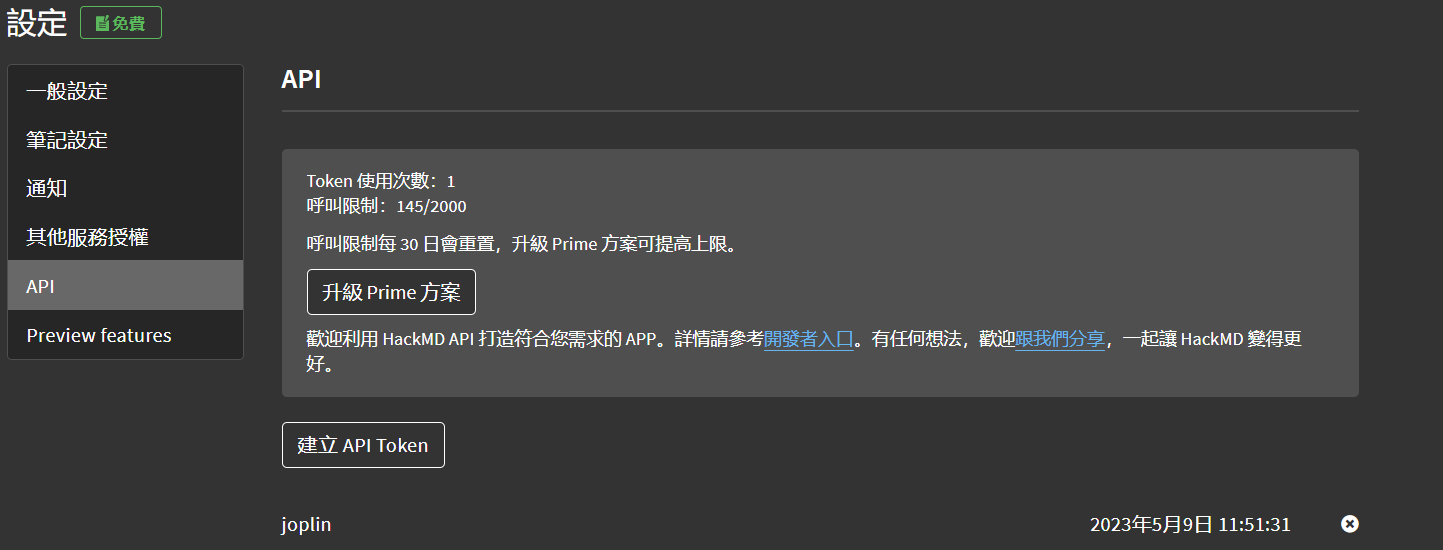 設定 免費
一般設定
筆記設定
通知
其他服務授權
API
Preview features
API
Token 使用次數：1
呼叫限制：145/2000
呼叫限制每 30 日會重置，升級 Prime 方案可提高上限。
升級 Prime 方案
歡迎利用 HackMD API 打造符合您需求的 APP。詳情請參考開發者入口。有任何想法，歡迎跟我們分享，一起讓 HackMD 變得更
好。
建立 API Token
joplin 2023年5月9日 11:51:31